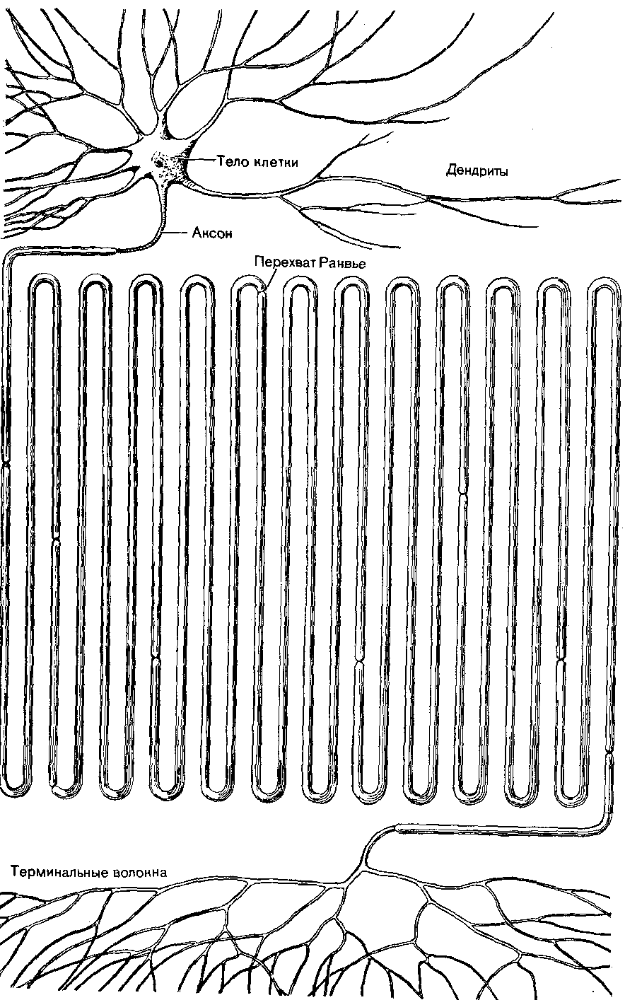 Тело клетки
Дендриты
Аксон
Перехват Ранвье
Терминальные волокна